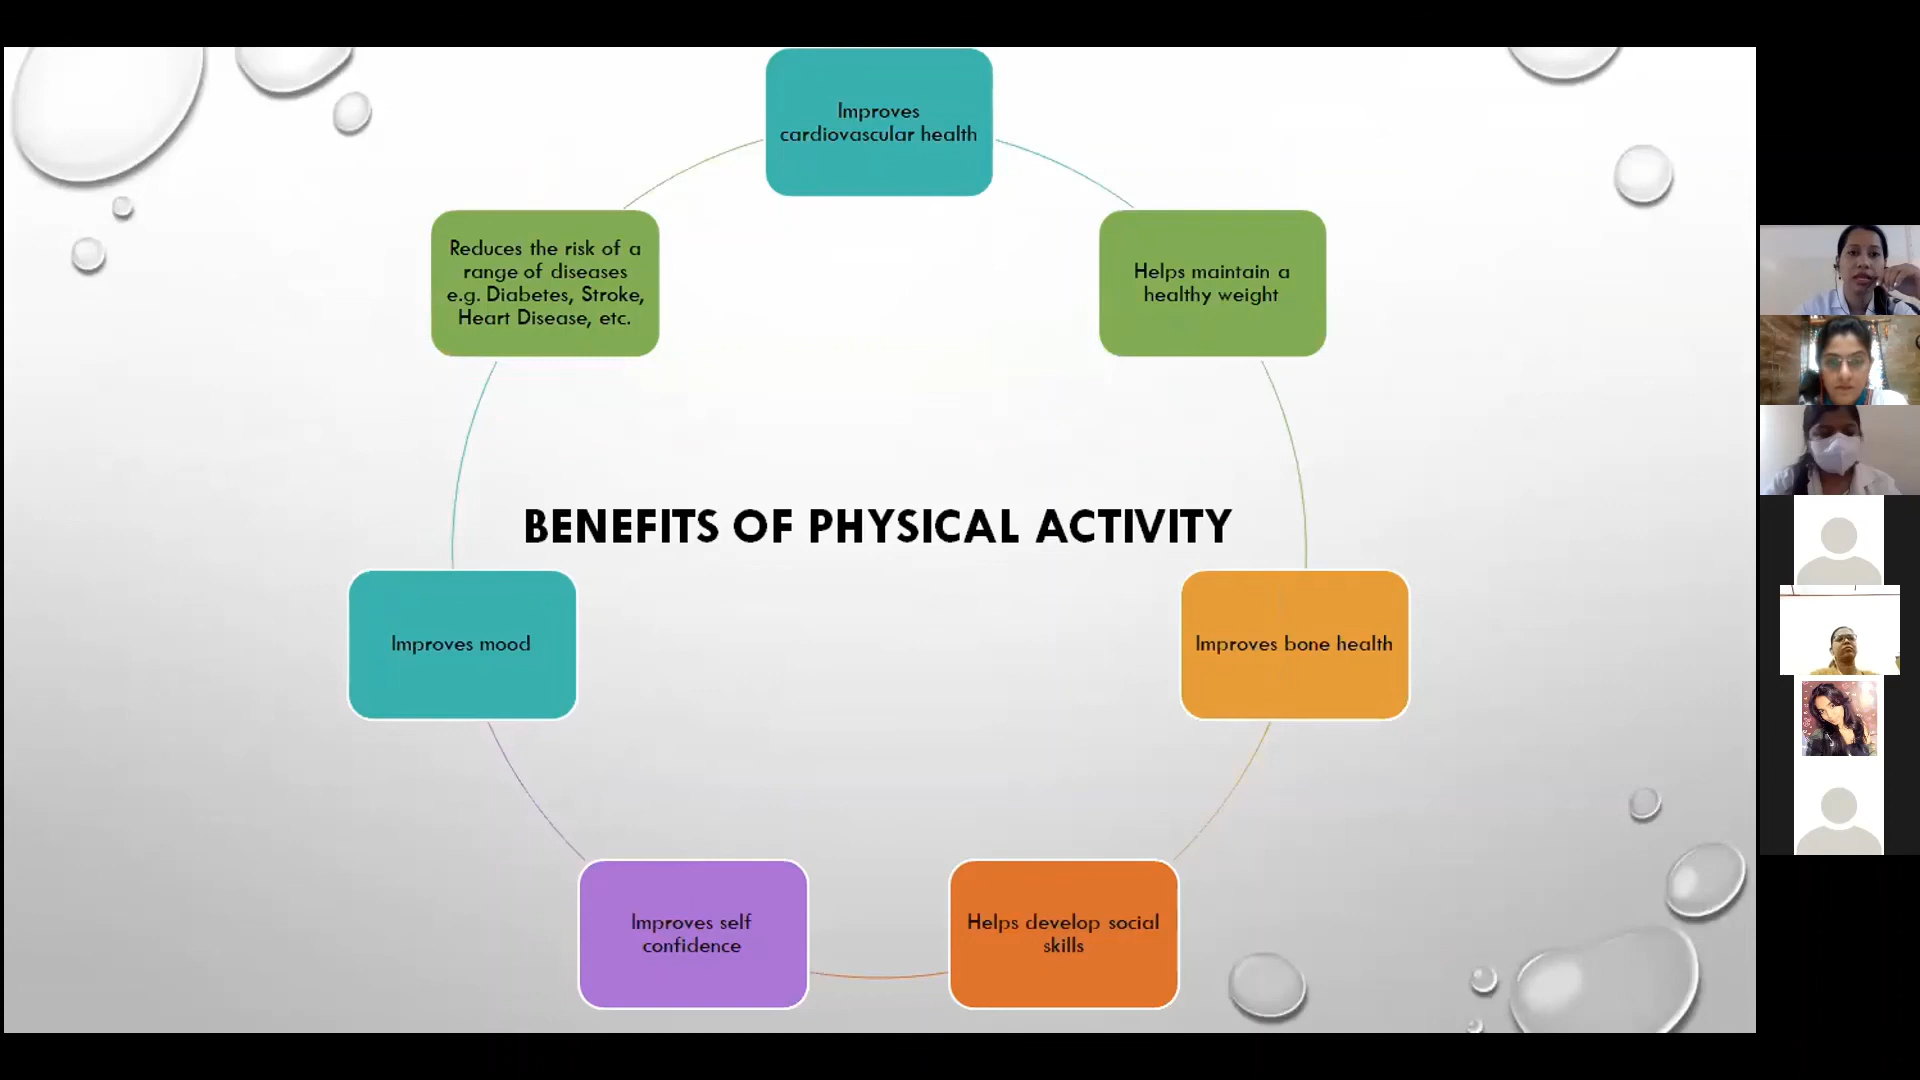 Improves
cardiovascular health
Reduces the risk of a
range of diseases
e.g. Diabetes, Stroke,
Heart Disease, etc.
Helps maintain a
healthy weight
BENEFITS OF PHYSICAL ACTIVITY
Improves mood
Improves bone health
Improves self
confidence
Helps develop social
skills